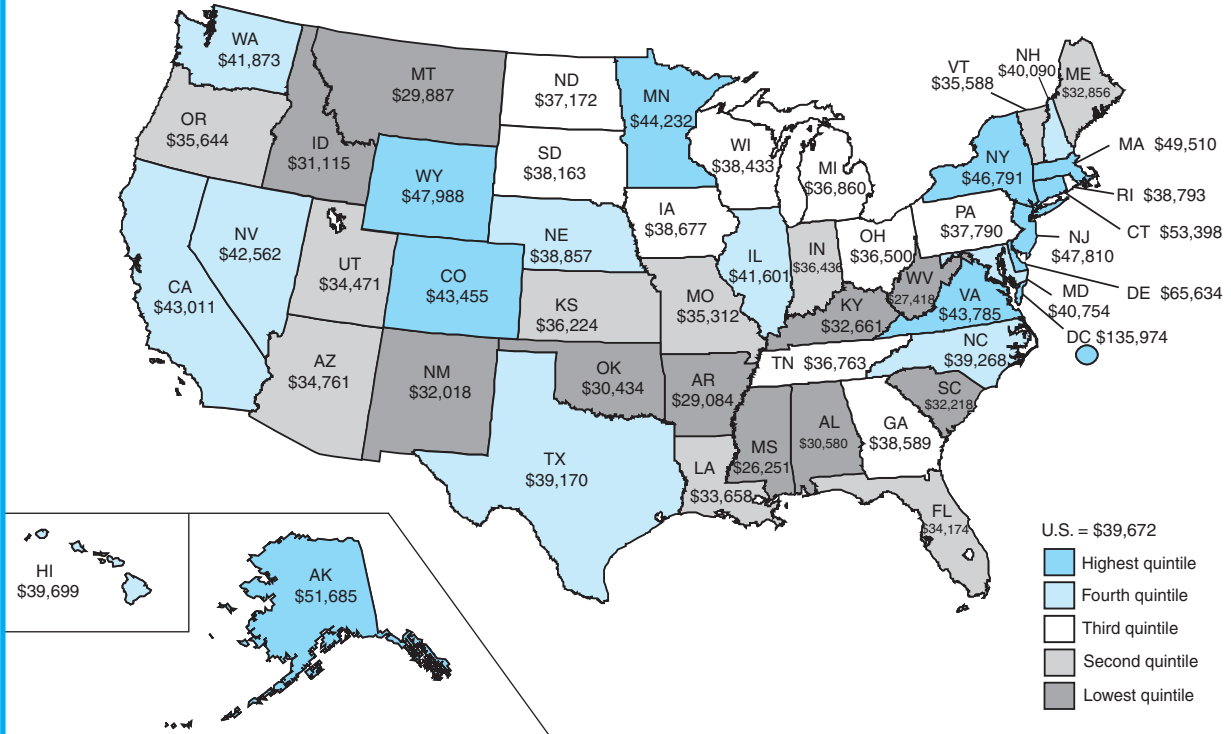 WA
$41,873
OR
$35,644
CA
$43,011
NV
$42,562
ID
$31,115
MT
$29,887
WY
$47,988
UT
$34,471
CO
$43,455
AZ
$34,761
NM
$32,018
ND
$37,172
SD
$38,163
NE
$38,857
KS
$36,224
OK
$30,434
TX
$39,170
MN
$44,232
IA
$38,677
MO
$35,312
AR
$29,084
LA
$33,658
WI
$38,433
IL
$41,601
MI
$36,860
IN
$36,436
OH
$36,500
KY
$32,661
TN $36,763
MS
$26,251
AL
$30,580
GA
$38,589
FL
$34,174
SC
$32,218
NC
$39,268
VA
$43,785
WV
$27,418
PA
$37,790
NY
$46,791
VT
$35,588
NH
$40,090
ME
$32,856
MA $49,510
RI $38,793
CT $53,398
NJ
$47,810
DE $65,634
MD
$40,754
DC $135,974
HI
$39,699
AK
$51,685
U.S. = $39,672
Highest quintile
Fourth quintile
Third quintile
Second quintile
Lowest quintile